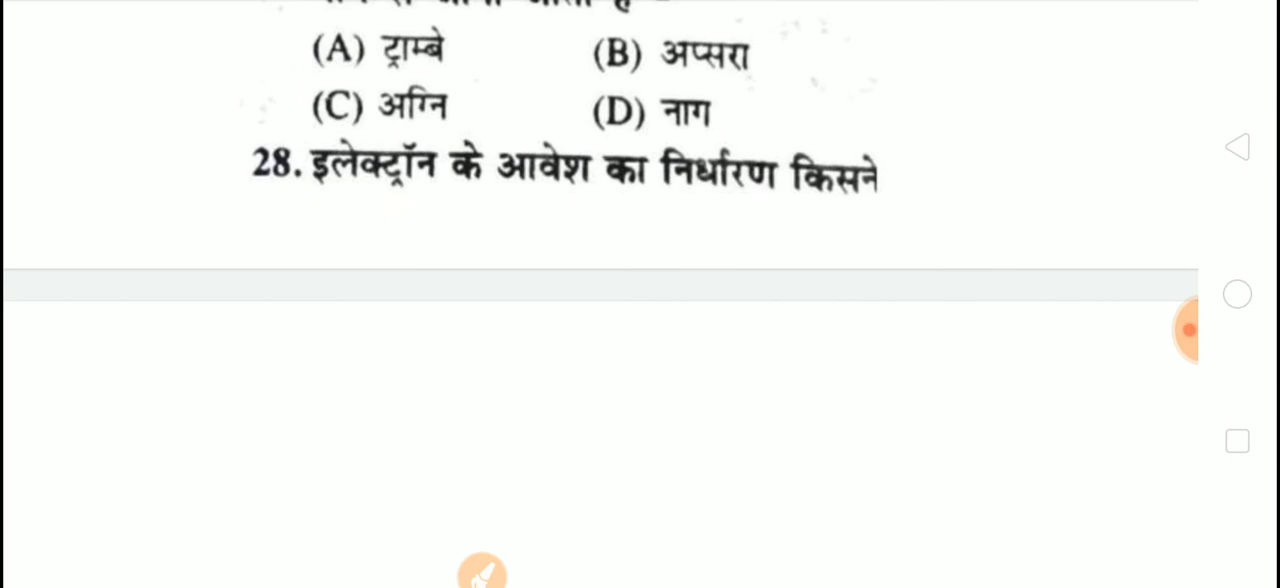 (A) ट्राम्बे (B) अप्सरा
(C) अग्नि (D) नाग
28. इलेक्ट्रॉन के आवेश का निर्धारण किसने